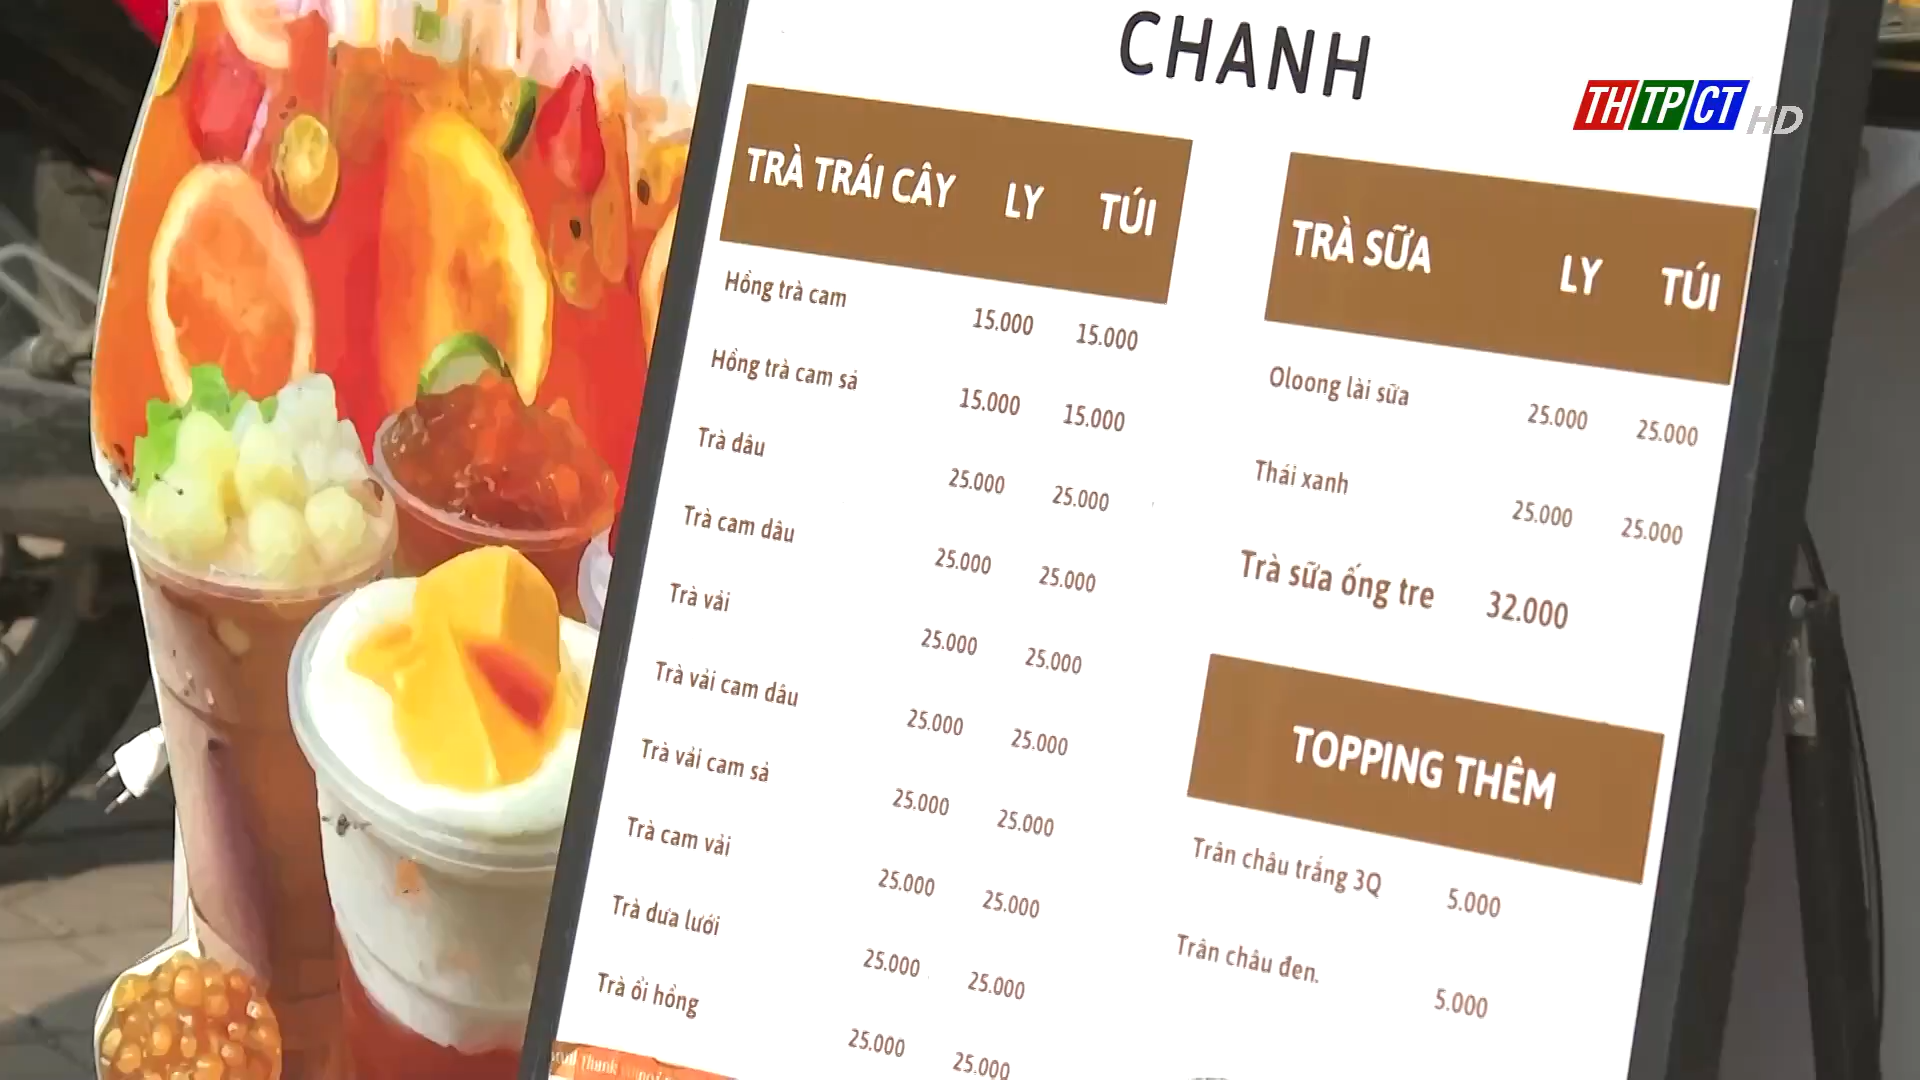 CHANH
THTPCT HD
TRÀ TRÁI CÂY LY TÚI
Hồng trà cam 15.000 15.000
Hồng trà cam sả 15.000 15.000
Trà dâu 25.000 25.000
Trà cam dâu 25.000 25.000
Trà vải 25.000 25.000
Trà vải cam dâu 25.000 25.000
Trà vải cam sả 25.000 25.000
Trà cam vải 25.000 25.000
Trà dưa lưới 25.000 25.000
Trà ổi hồng 25.000 25.000
TRÀ SỮA LY TÚI
Oloong lài sữa 25.000 25.000
Thái xanh 25.000 25.000
Trà sữa ống tre 32.000
TOPPING THÊM
Trân châu trắng 3Q 5.000
Trân châu đen. 5.000